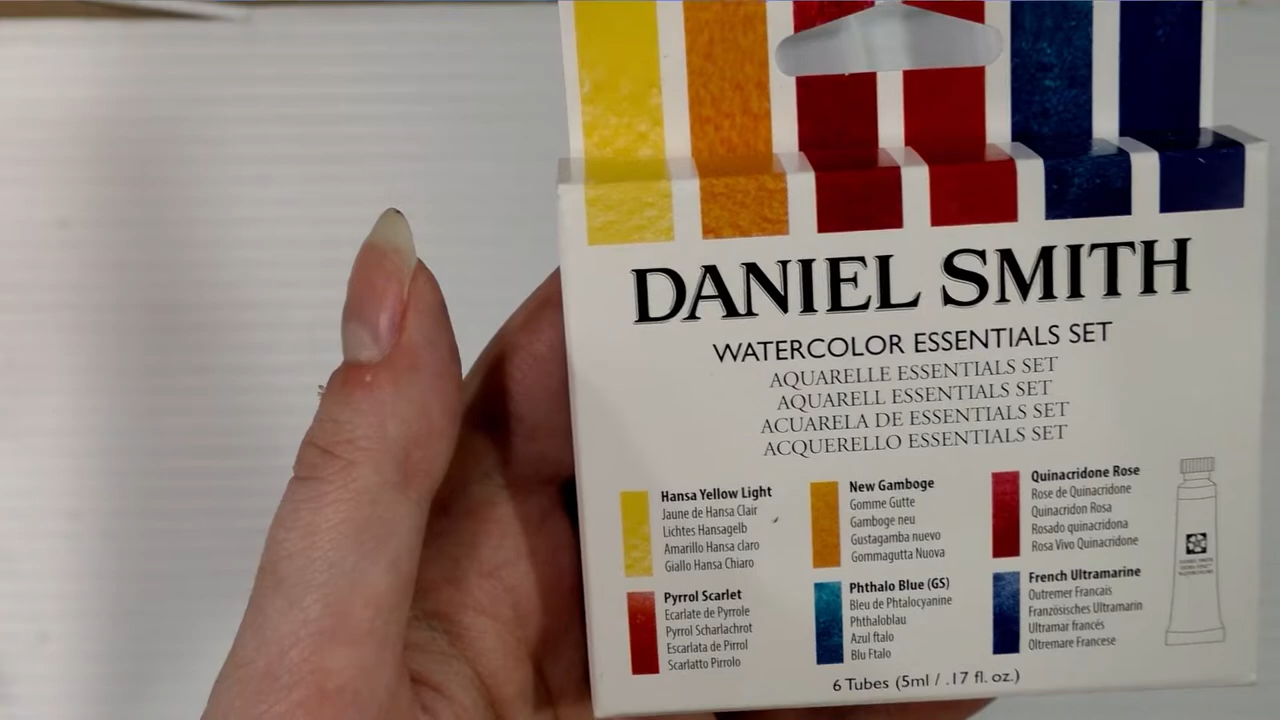 DANIEL SMITH
WATERCOLOR ESSENTIALS SET
AQUARELLE ESSENTIALS SET
AQUARELL ESSENTIALS SET
ACUARELA DE ESSENTIALS SET
ACQUERELLO ESSENTIALS SET
Hansa Yellow Light
Jaune de Hansa Clair
Lichtes Hansagelb
Amarillo Hansa claro
Giallo Hansa Chiaro
New Gamboge
Gomme Gutte
Gamboge neu
Gustagamba nuevo
Gommagutta Nuova
Quinacridone Rose
Rose de Quinacridone
Quinacridon Rosa
Rosado quinacridona
Rosa Vivo Quinacridone
Pyrrol Scarlet
Ecarlate de Pyrrole
Pyrrol Scharlachrot
Escarlata de Pirrol
Scarlatto Pirrolo
Phthalo Blue (GS)
Bleu de Phtalocyanine
Phthaloblau
Azul ftalo
Blu Ftalo
French Ultramarine
Outremer Francais
Französisches Ultramarin
Ultramar francés
Oltremare Francese
DANIEL SMITH
WATERCOLORS
6 Tubes (5ml / .17 fl. oz.)